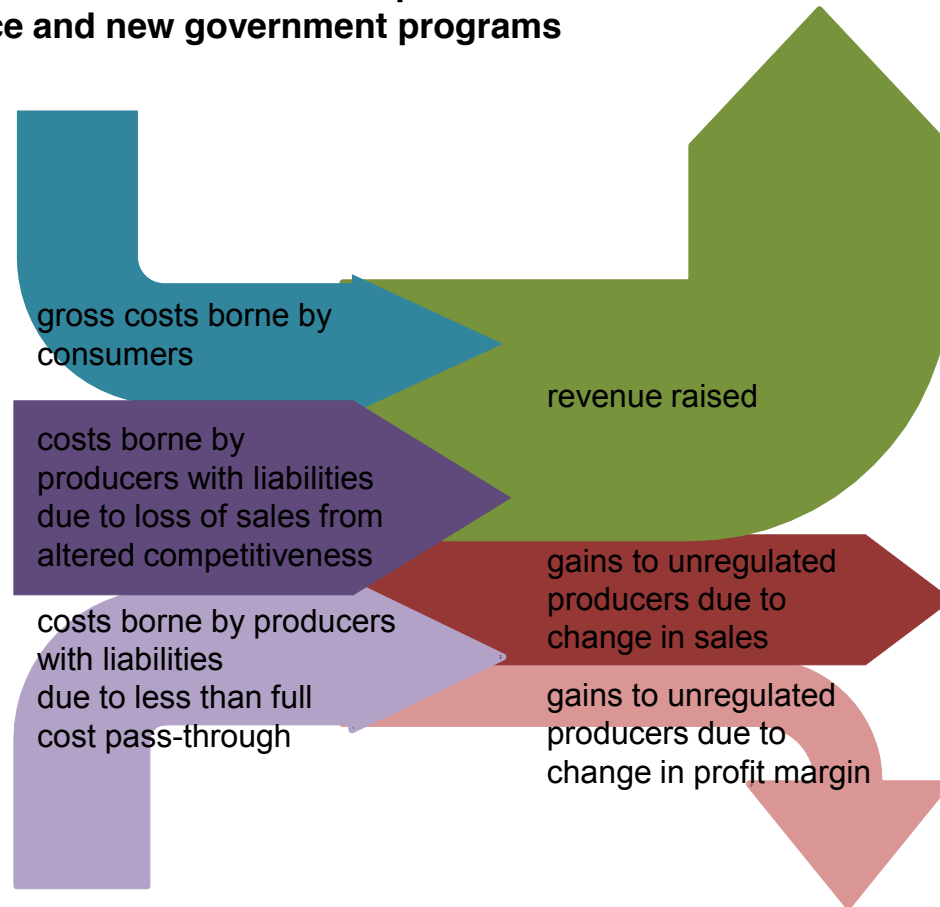 and new government programs
gross costs borne by
consumers
revenue raised
costs borne by
producers with liabilities
due to loss of sales from
altered competitiveness
gains to unregulated
producers due to
change in sales
costs borne by producers
with liabilities
due to less than full
cost pass-through
gains to unregulated
producers due to
change in profit margin